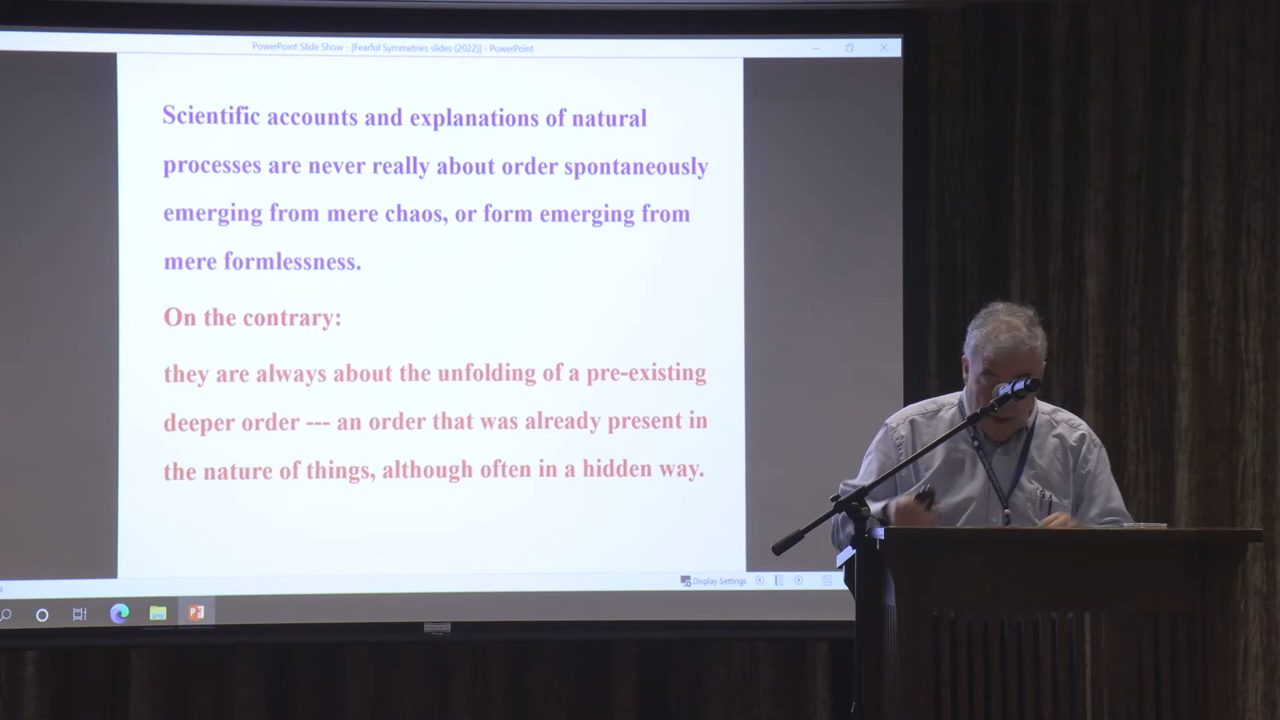 PowerPoint Slide Show - [Fearful Symmetries slides (2022)] - PowerPoint
Scientific accounts and explanations of natural
processes are never really about order spontaneously
emerging from mere chaos, or form emerging from
mere formlessness.
On the contrary:
they are always about the unfolding of a pre-existing
deeper order --- an order that was already present in
the nature of things, although often in a hidden way.
Display Settings